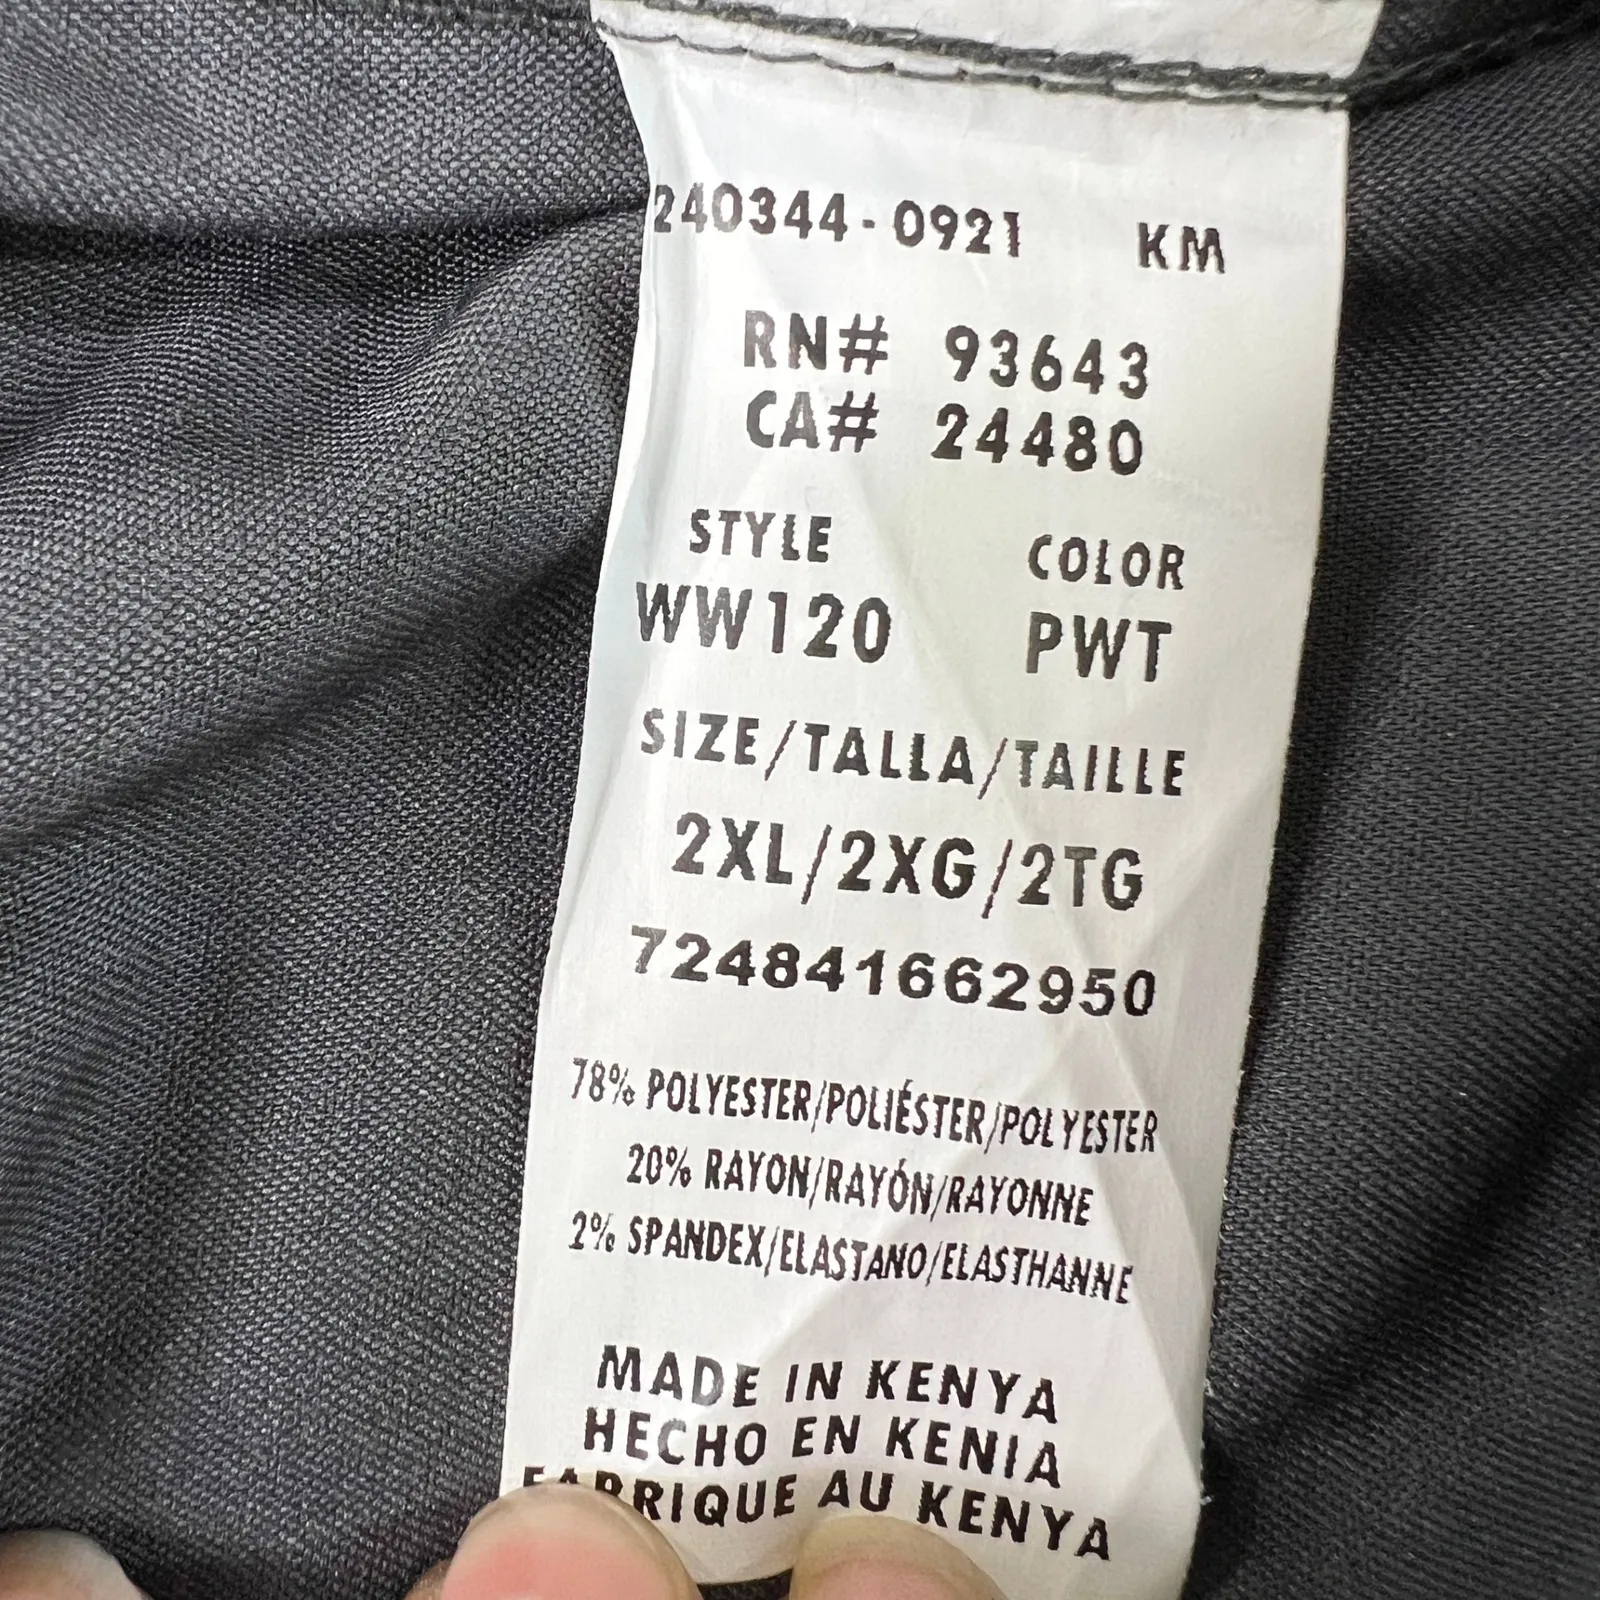 240344-0921 KM
RN# 93643
CA# 24480
STYLE COLOR
WW120 PWT
SIZE/TALLA/TAILLE
2XL/2XG/2TG
724841662950
78% POLYESTER/POLIÉSTER/POLYESTER
20% RAYON/RAYÓN/RAYONNE
2% SPANDEX/ELASTANO/ELASTHANNE
MADE IN KENYA
HECHO EN KENIA
FABRIQUE AU KENYA